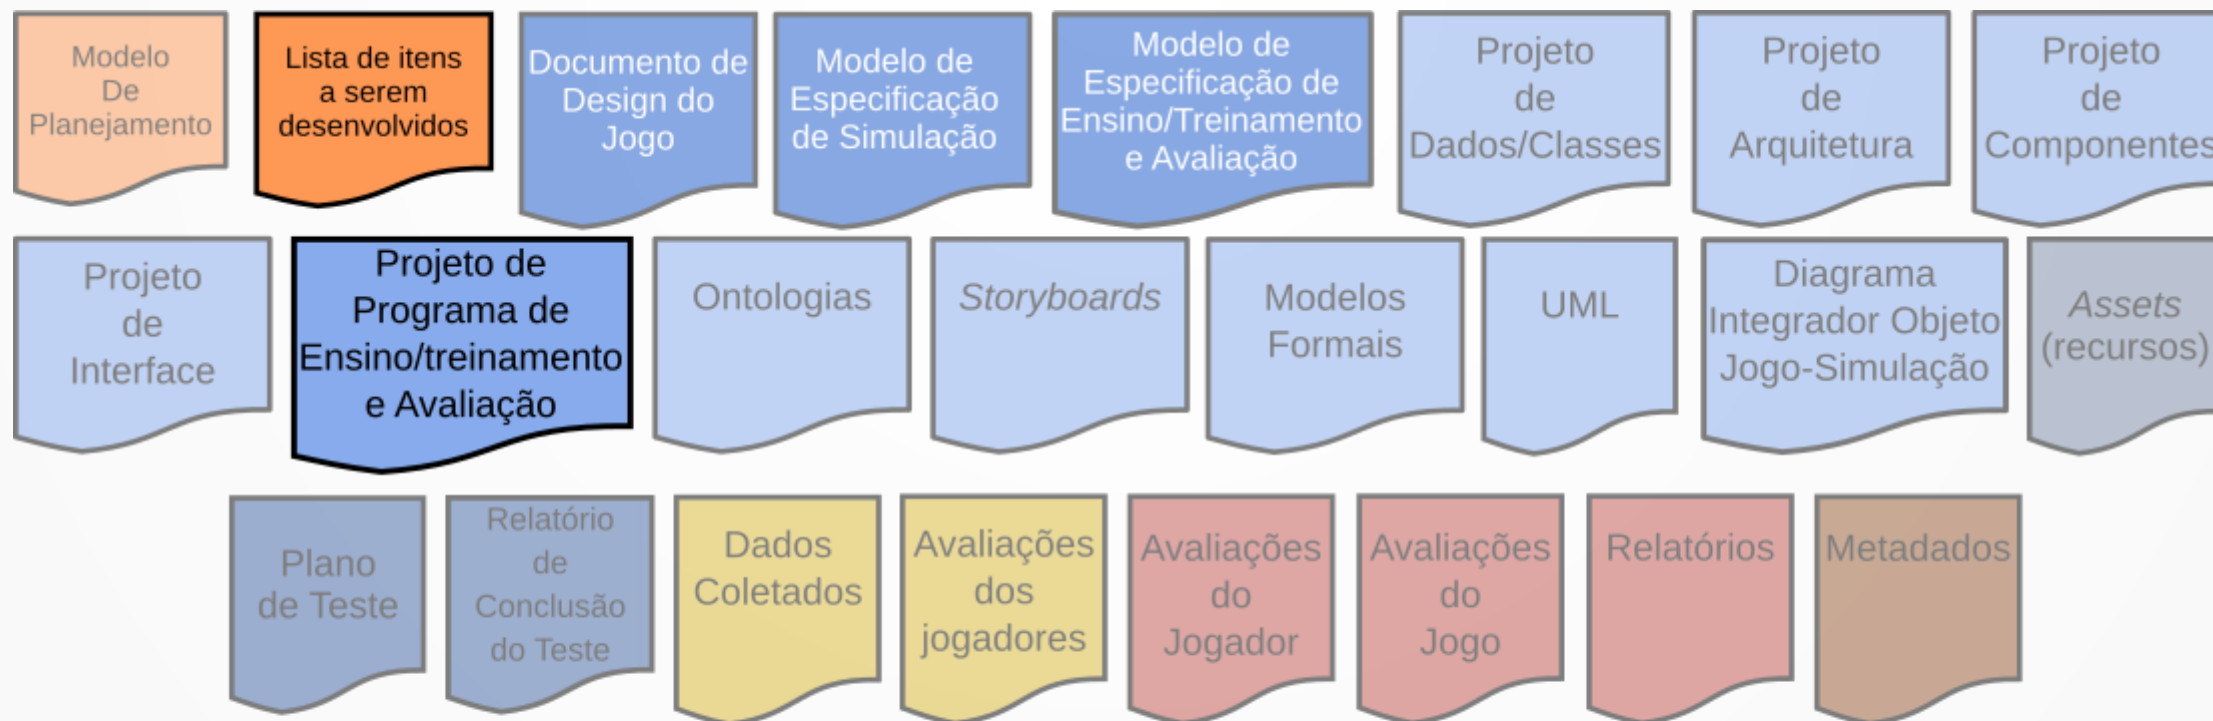 Modelo
De
Planejamento
Lista de itens
a serem
desenvolvidos
Documento de
Design do
Jogo
Modelo de
Especificação
de Simulação
Modelo de
Especificação de
Ensino/Treinamento
e Avaliação
Projeto
de
Dados/Classes
Projeto
de
Arquitetura
Projeto
de
Componentes
Projeto
de
Interface
Projeto de
Programa de
Ensino/treinamento
e Avaliação
Ontologias
Storyboards
Modelos
Formais
UML
Diagrama
Integrador Objeto
Jogo-Simulação
Assets
(recursos)
Plano
de Teste
Relatório
de
Conclusão
do Teste
Dados
Coletados
Avaliações
dos
jogadores
Avaliações
do
Jogador
Avaliações
do
Jogo
Relatórios
Metadados